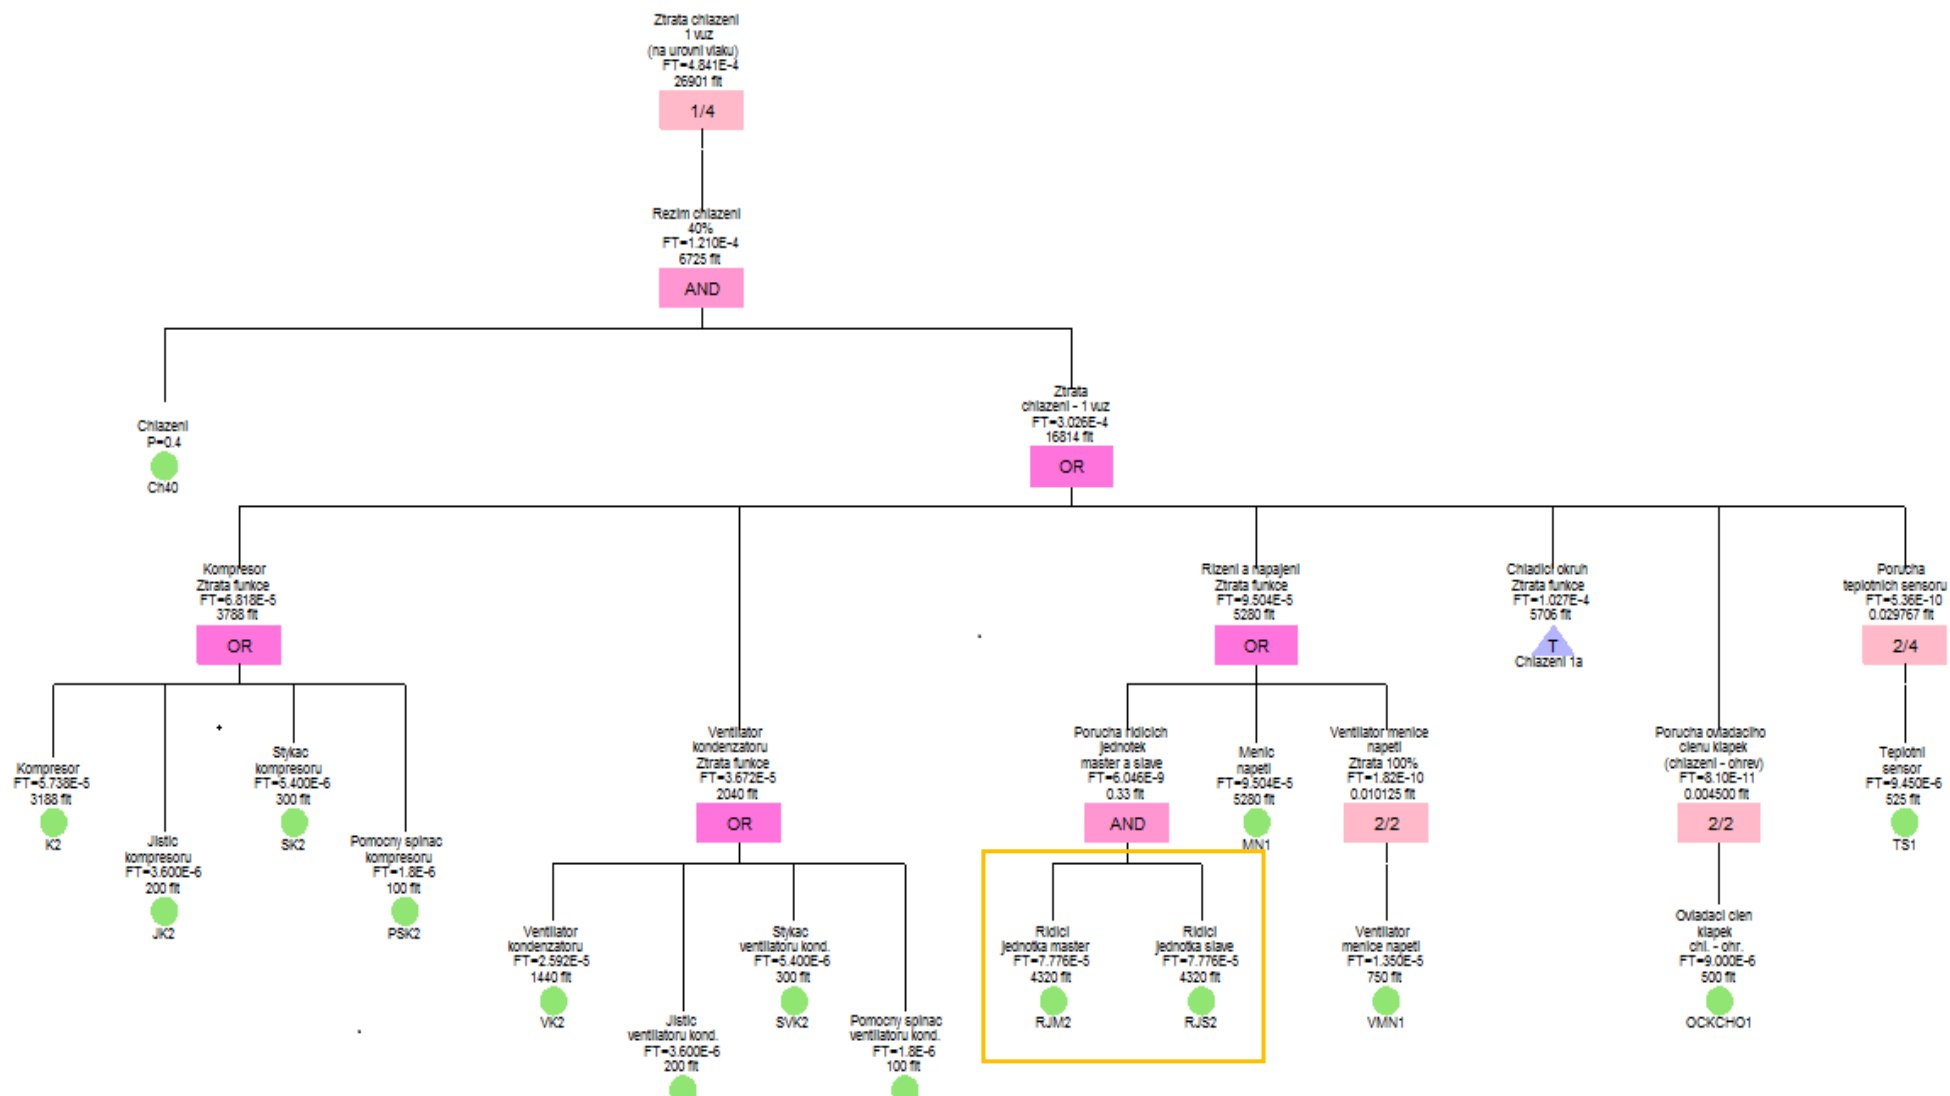 Ztrata chlazeni
1 vuz
(na urovni vlaku)
FT=4.841E-4
26901 fit
1/4
Rezim chlazeni
40%
FT=1.210E-4
6725 fit
AND
Chlazeni
P=0.4
Ch40
Ztrata
chlazeni - 1 vuz
FT=3.026E-4
16814 fit
OR
Kompresor
Ztrata funkce
FT=6.818E-5
3788 fit
OR
Kompresor
FT=5.738E-5
3188 fit
K2
Jistic
kompresoru
FT=3.600E-6
200 fit
JK2
Stykac
kompresoru
FT=5.400E-6
300 fit
SK2
Pomocny spinac
kompresoru
FT=1.8E-6
100 fit
PSK2
Ventilator
kondenzatoru
Ztrata funkce
FT=3.672E-5
2040 fit
OR
Ventilator
kondenzatoru
FT=2.592E-5
1440 fit
VK2
Jistic
ventilatoru kond.
FT=3.600E-6
200 fit
Stykac
ventilatoru kond.
FT=5.400E-6
300 fit
SVK2
Pomocny spinac
ventilatoru kond.
FT=1.8E-6
100 fit
Rizeni a napajeni
Ztrata funkce
FT=9.504E-5
5280 fit
OR
Porucha ridicich
jednotek
master a slave
FT=6.046E-9
0.33 fit
AND
Ridici
jednotka master
FT=7.776E-5
4320 fit
RJM2
Ridici
jednotka slave
FT=7.776E-5
4320 fit
RJS2
Menic
napeti
FT=9.504E-5
5280 fit
MN1
Ventilator menice
napeti
Ztrata 100%
FT=1.82E-10
0.010125 fit
2/2
Ventilator
menice napeti
FT=1.350E-5
750 fit
VMN1
Chladici okruh
Ztrata funkce
FT=1.027E-4
5706 fit
T
Chlazeni 1a
Porucha ovladaciho
clenu klapek
(chlazeni - ohrev)
FT=8.10E-11
0.004500 fit
2/2
Ovladaci clen
klapek
chl. - ohr.
FT=9.000E-6
500 fit
OCKCHO1
Porucha
teplotnich sensoru
FT=5.36E-10
0.029767 fit
2/4
Teplotni
sensor
FT=9.450E-6
525 fit
TS1